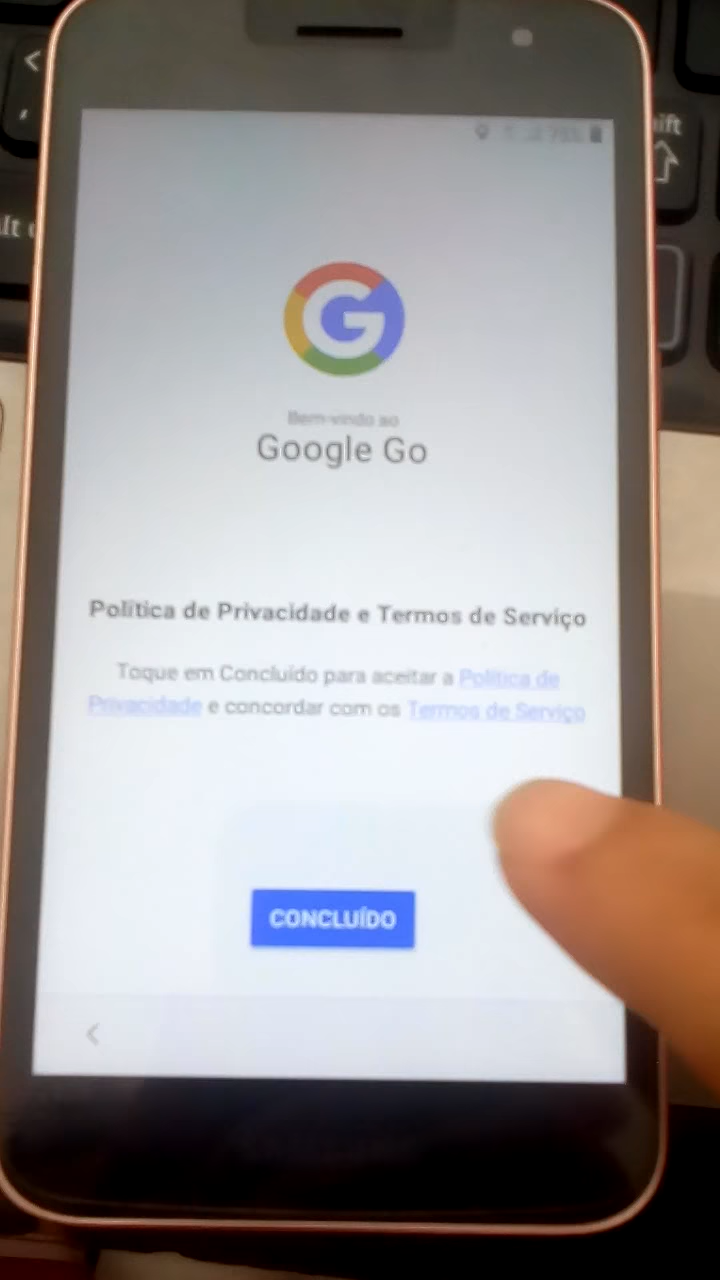 Bem-vindo ao
Google Go
Política de Privacidade e Termos de Serviço
Toque em Concluído para aceitar a Política de
Privacidade e concordar com os Termos de Serviço
CONCLUÍDO